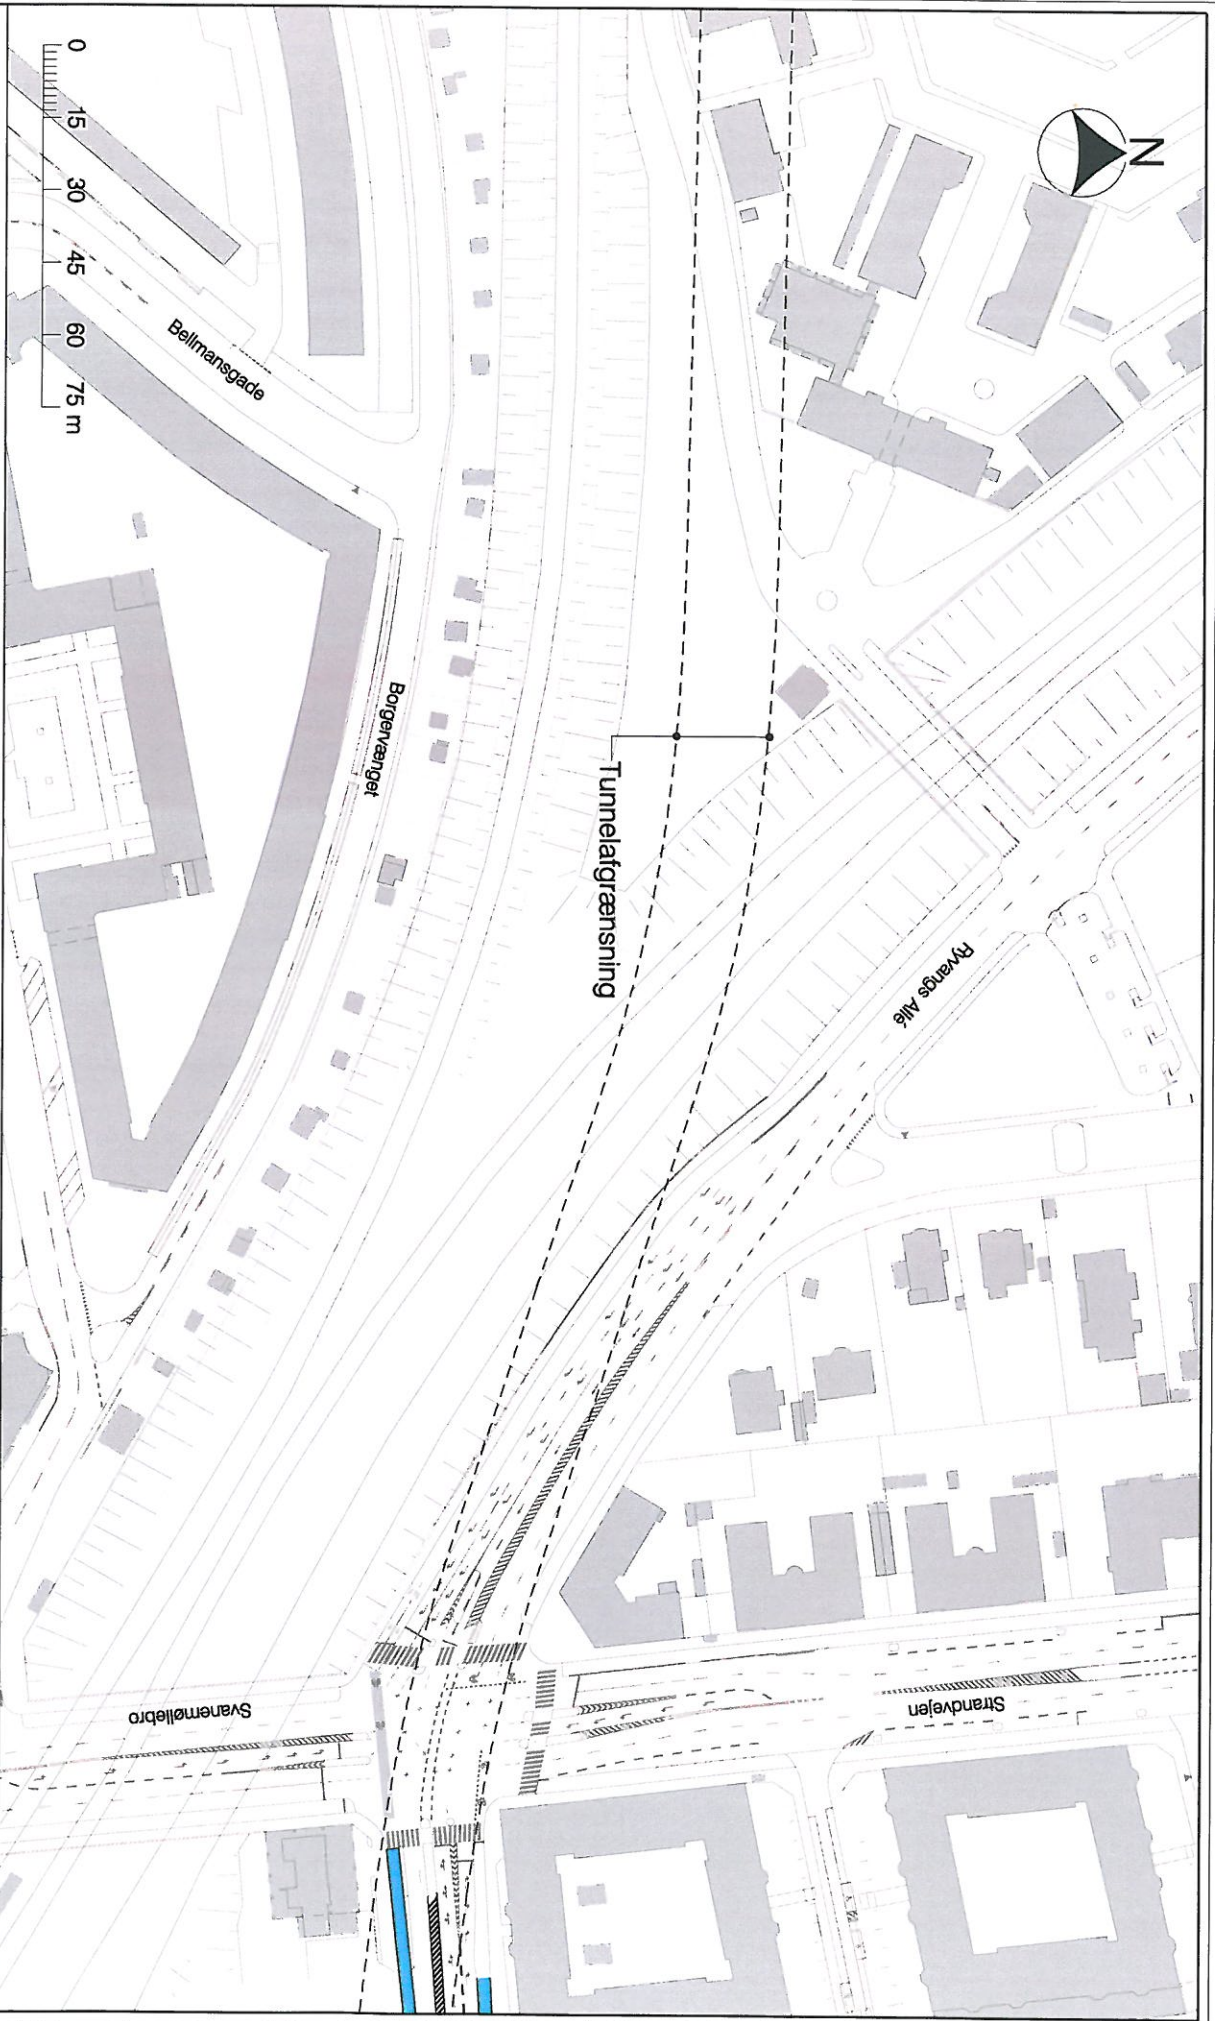 N
0 15 30 45 60 75 m
Bellmansgade
Borgervænget
Tunnelafgrænsning
Ryvangs Allé
Strandvejen
Svanemøllebro